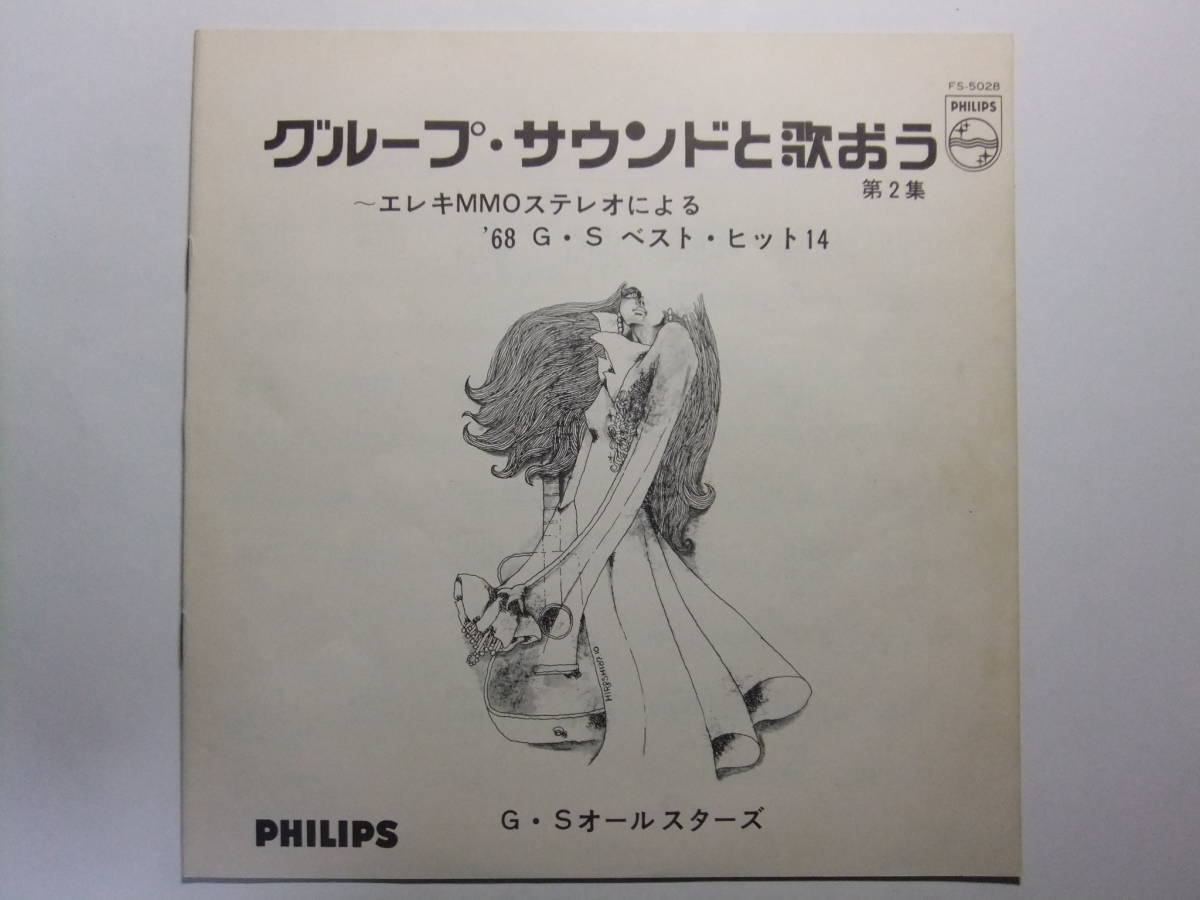 FS-5028
PHILIPS
グループ・サウンドと歌おう
第2集
～エレキMMOステレオによる
'68 G・S ベスト・ヒット14
G・Sオールスターズ
PHILIPS